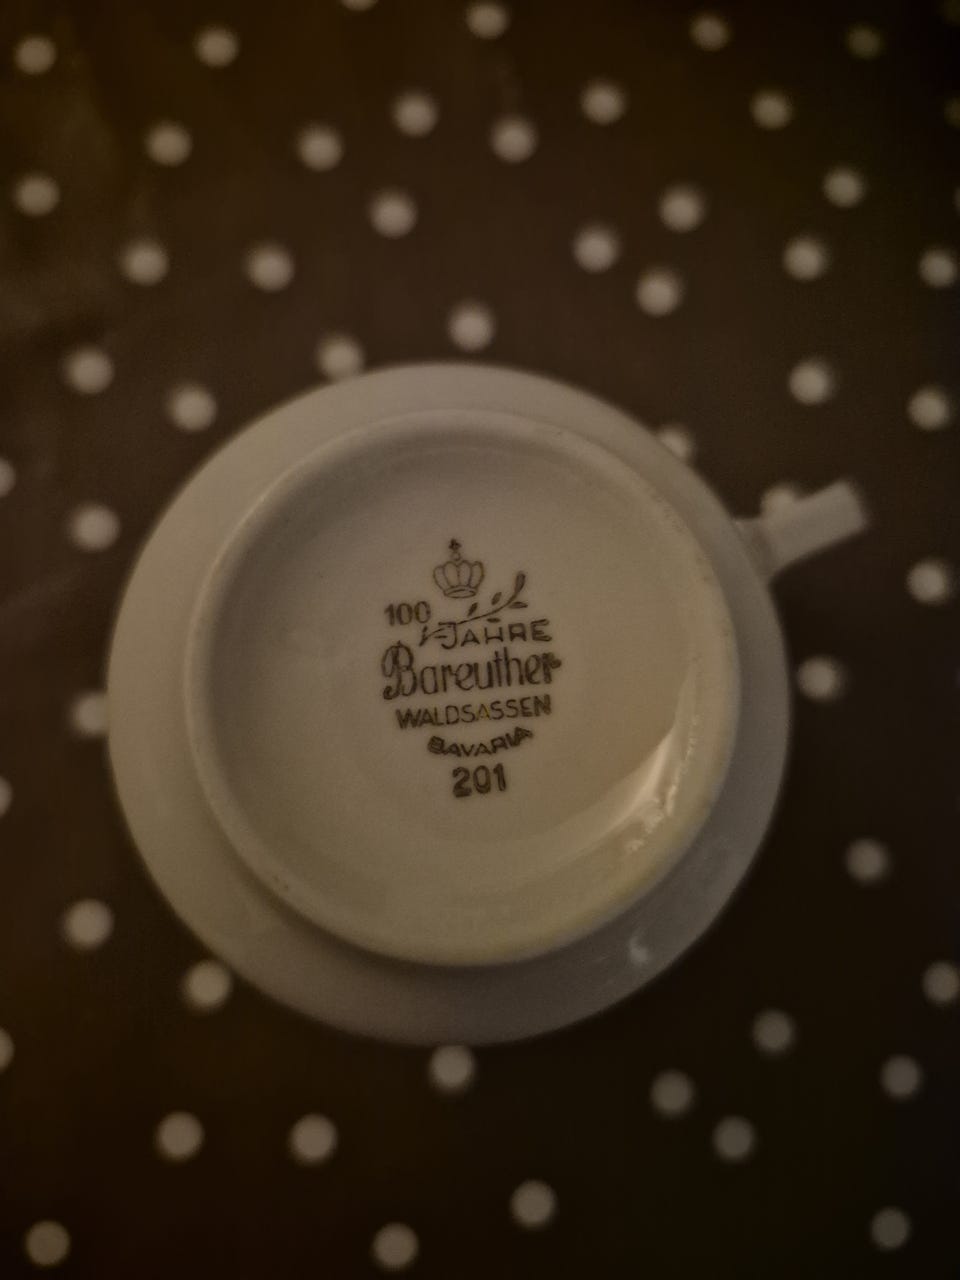 100
JAHRE
Bareuther
WALDSASSEN
BAVARIA
201